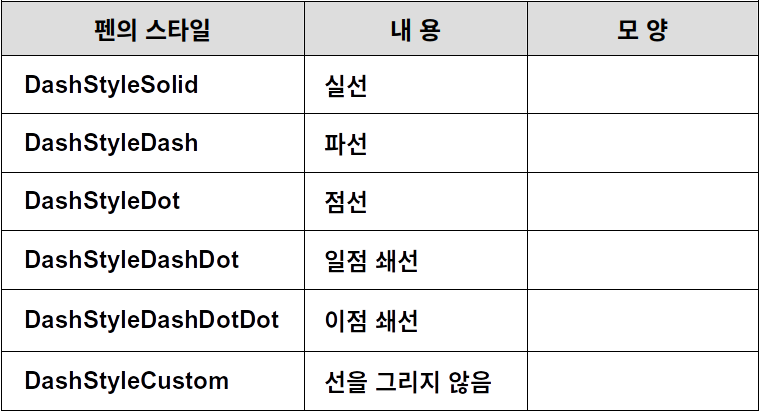 펜의 스타일 내 용 모 양
DashStyleSolid 실선
DashStyleDash 파선
DashStyleDot 점선
DashStyleDashDot 일점 쇄선
DashStyleDashDotDot 이점 쇄선
DashStyleCustom 선을 그리지 않음